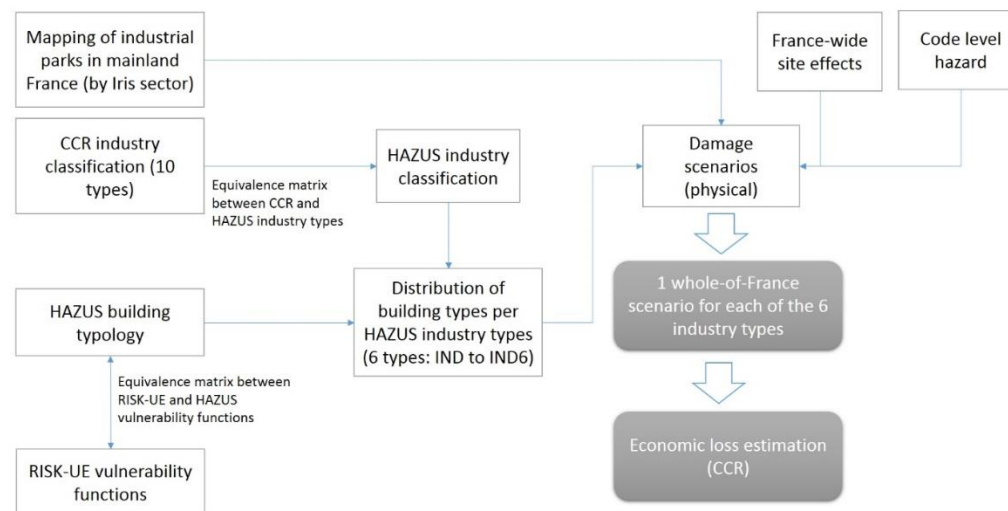 Mapping of industrial
parks in mainland
France (by Iris sector)
France-wide
site effects
Code level
hazard
CCR industry
classification (10
types)
Equivalence matrix
between CCR and
HAZUS industry types
HAZUS industry
classification
Damage
scenarios
(physical)
HAZUS building
typology
Distribution of
building types per
HAZUS industry types
(6 types: IND to IND6)
1 whole-of-France
scenario for each of the 6
industry types
Equivalence matrix between
RISK-UE and HAZUS
vulnerability functions
RISK-UE vulnerability
functions
Economic loss estimation
(CCR)